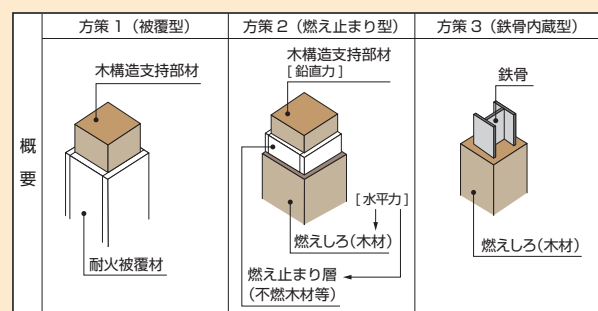 方策1（被覆型）
方策2（燃え止まり型）
方策3（鉄骨内蔵型）
概要
木構造支持部材
耐火被覆材
木構造支持部材
[鉛直力]
[水平力]
燃えしろ（木材）
燃え止まり層
（不燃木材等）
鉄骨
燃えしろ（木材）